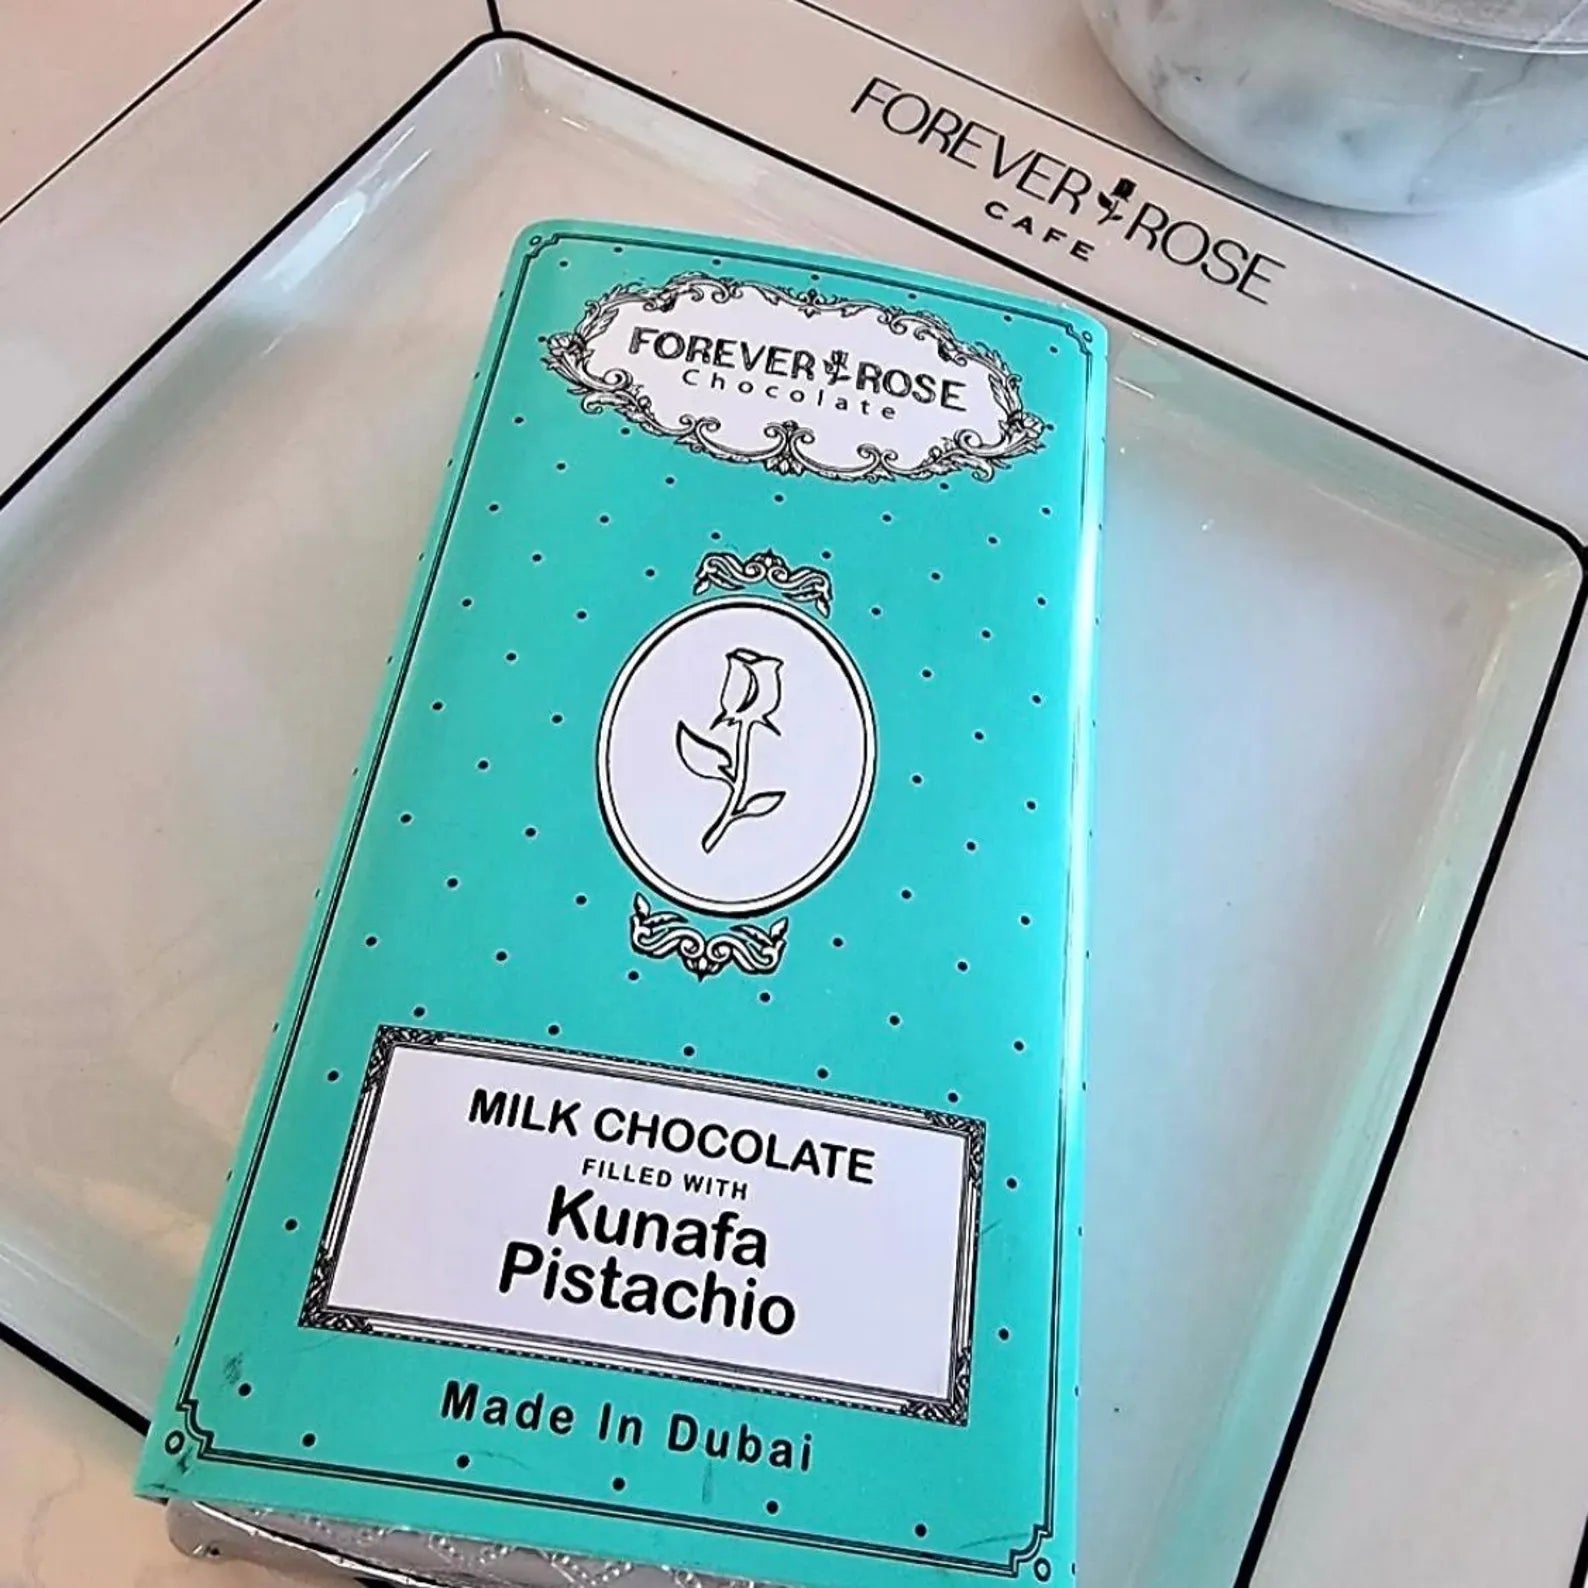 FOREVER ROSE
CAFE
FOREVER ROSE
Chocolate
MILK CHOCOLATE
FILLED WITH
Kunafa
Pistachio
Made In Dubai